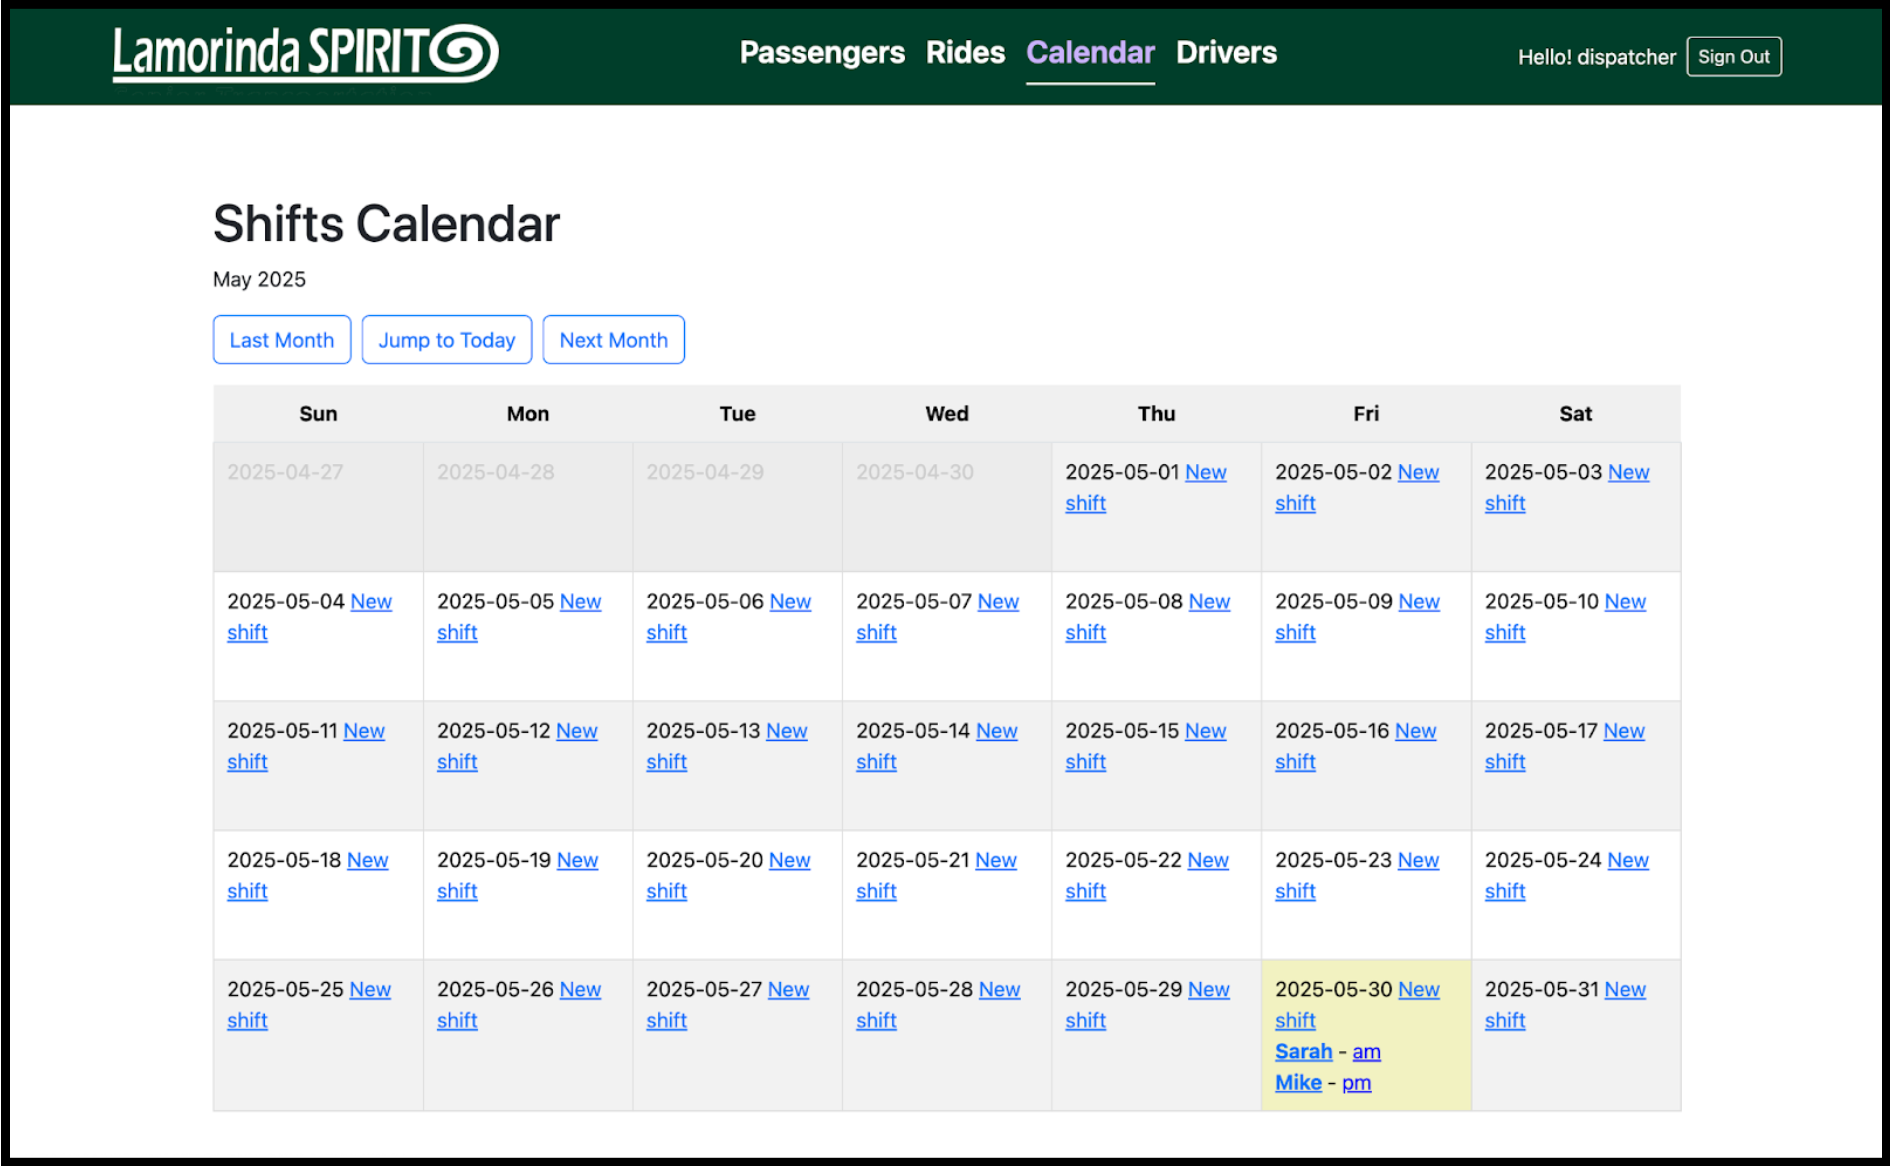 Lamorinda SPIRIT
Passengers Rides Calendar Drivers
Hello! dispatcher Sign Out
Shifts Calendar
May 2025
Last Month Jump to Today Next Month
Sun Mon Tue Wed Thu Fri Sat
2025-04-27 2025-04-28 2025-04-29 2025-04-30 2025-05-01 New 2025-05-02 New 2025-05-03 New
shift shift shift
2025-05-04 New 2025-05-05 New 2025-05-06 New 2025-05-07 New 2025-05-08 New 2025-05-09 New 2025-05-10 New
shift shift shift shift shift shift shift
2025-05-11 New 2025-05-12 New 2025-05-13 New 2025-05-14 New 2025-05-15 New 2025-05-16 New 2025-05-17 New
shift shift shift shift shift shift shift
2025-05-18 New 2025-05-19 New 2025-05-20 New 2025-05-21 New 2025-05-22 New 2025-05-23 New 2025-05-24 New
shift shift shift shift shift shift shift
2025-05-25 New 2025-05-26 New 2025-05-27 New 2025-05-28 New 2025-05-29 New 2025-05-30 New 2025-05-31 New
shift shift shift shift shift shift shift
Sarah - am
Mike - pm